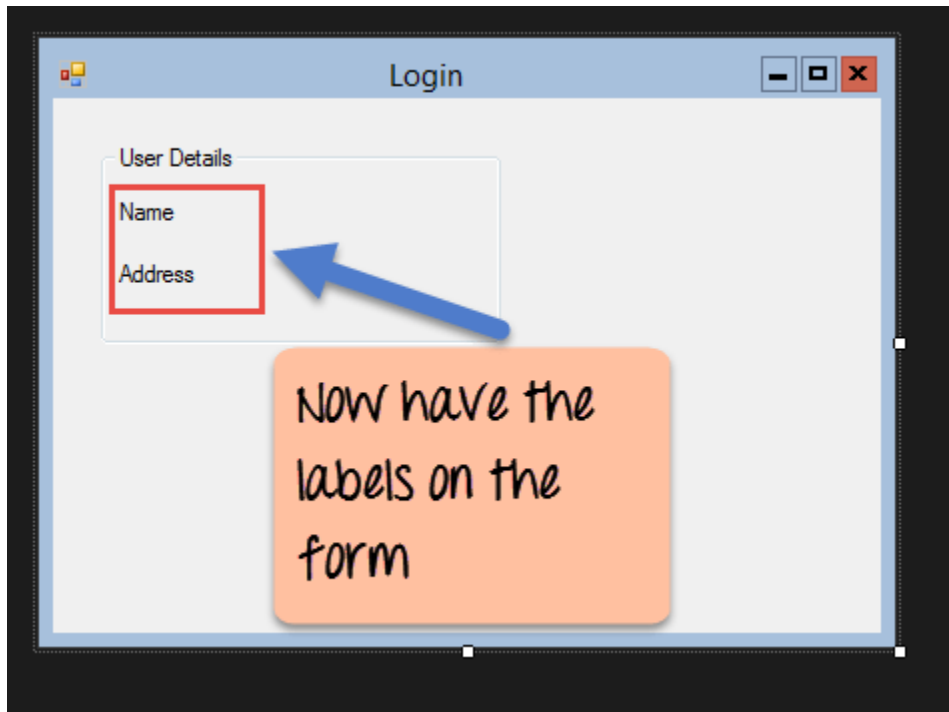 Login
User Details
Name
Address
Now have the
labels on the
form